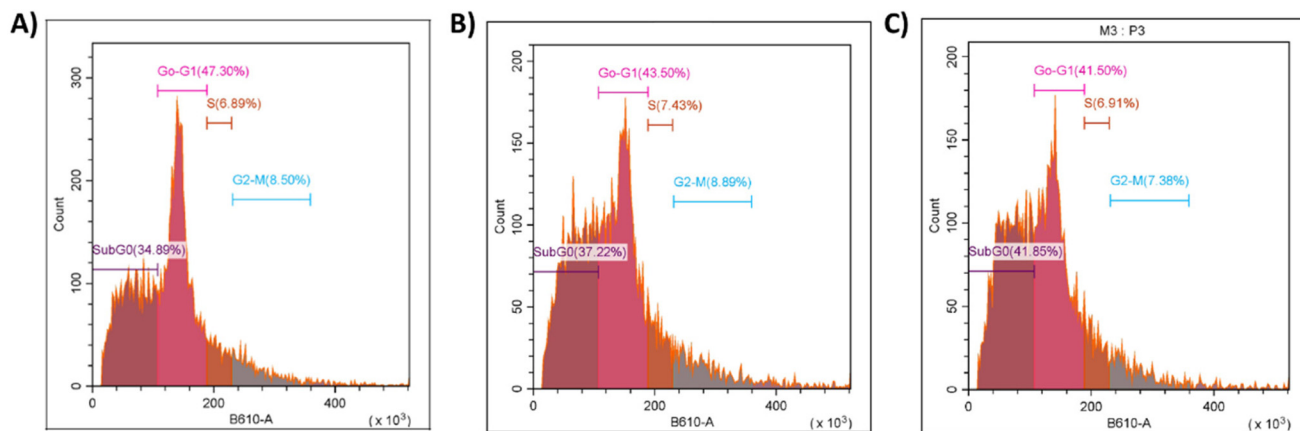 A)
Go-G1(47.30%)
S(6.89%)
G2-M(8.50%)
SubG0(34.89%)
Count
300
200
100
0
0
200
400
B610-A
(x 10³)
B)
Go-G1(43.50%)
S(7.43%)
G2-M(8.89%)
SubG0(37.22%)
Count
200
150
100
50
0
0
200
400
B610-A
(x 10³)
C)
M3 : P3
Go-G1(41.50%)
S(6.91%)
G2-M(7.38%)
SubG0(41.85%)
Count
200
150
100
50
0
0
200
400
B610-A
(x 10³)